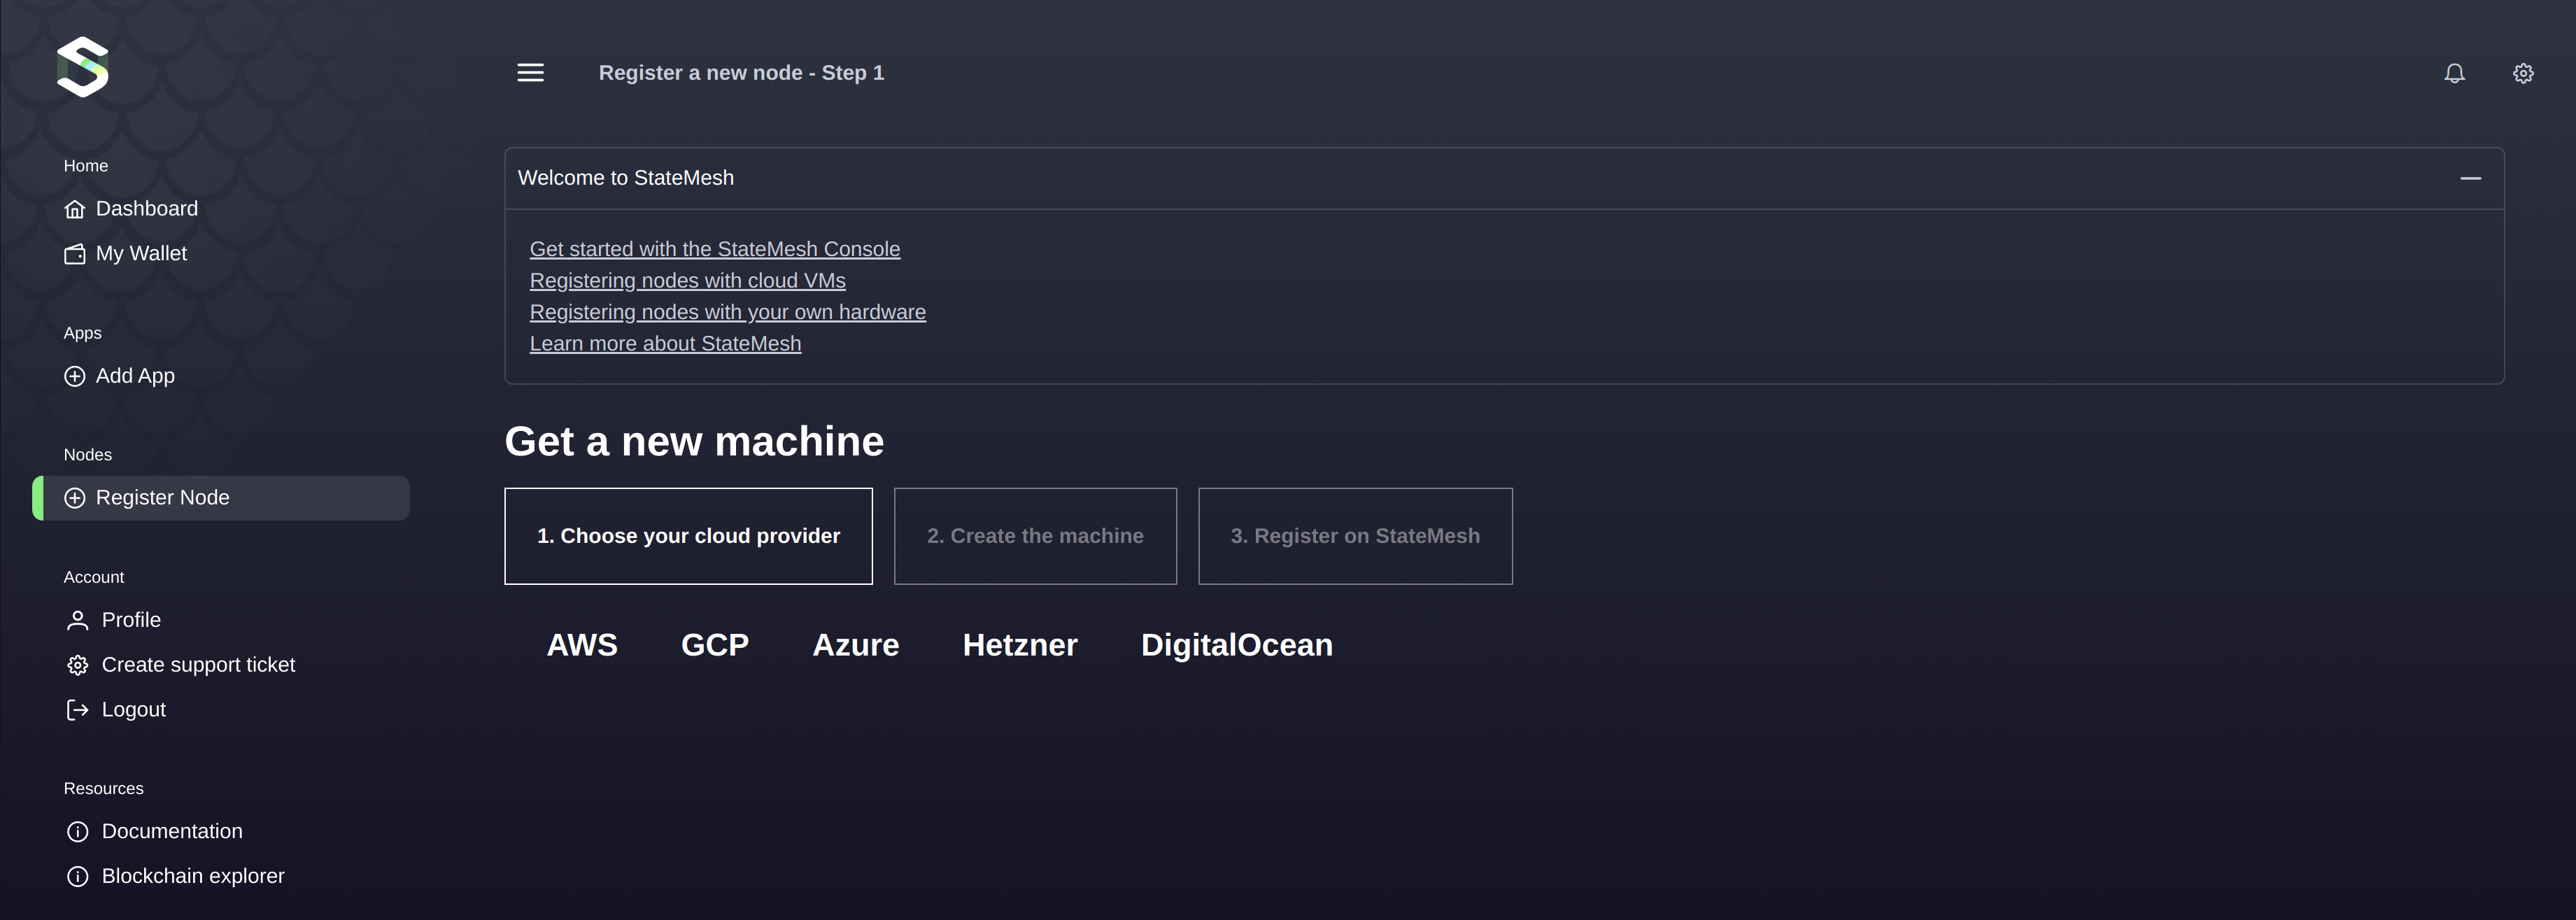 Register a new node - Step 1
Home
Dashboard
My Wallet
Apps
Add App
Nodes
Register Node
Account
Profile
Create support ticket
Logout
Resources
Documentation
Blockchain explorer
Welcome to StateMesh
Get started with the StateMesh Console
Registering nodes with cloud VMs
Registering nodes with your own hardware
Learn more about StateMesh
Get a new machine
1. Choose your cloud provider
2. Create the machine
3. Register on StateMesh
AWS GCP Azure Hetzner DigitalOcean